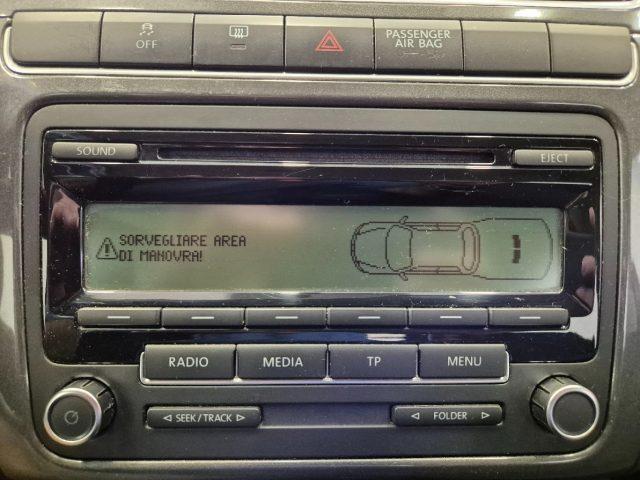 OFF
PASSENGER
AIR BAG
SOUND
EJECT
SORVEGLIARE AREA
DI MANOVRA!
RADIO
MEDIA
TP
MENU
SEEK/TRACK
FOLDER